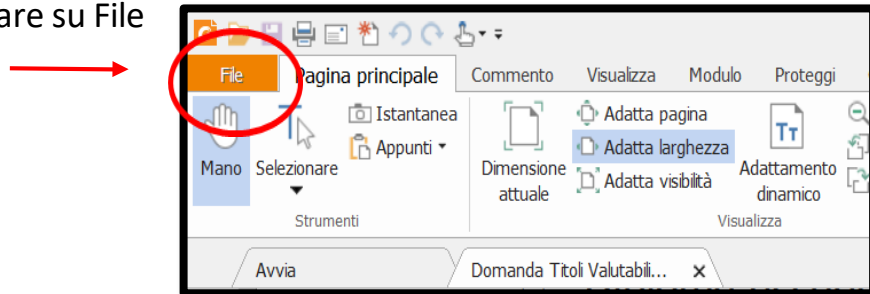 are su File
File Pagina principale Commento Visualizza Modulo Proteggi
Istantanea
Appunti
Mano Selezionare
Strumenti
Adatta pagina
Adatta larghezza
Adatta visibilità
Dimensione
attuale
Adattamento
dinamico
Visualizza
Avvia Domanda Titoli Valutabili... x